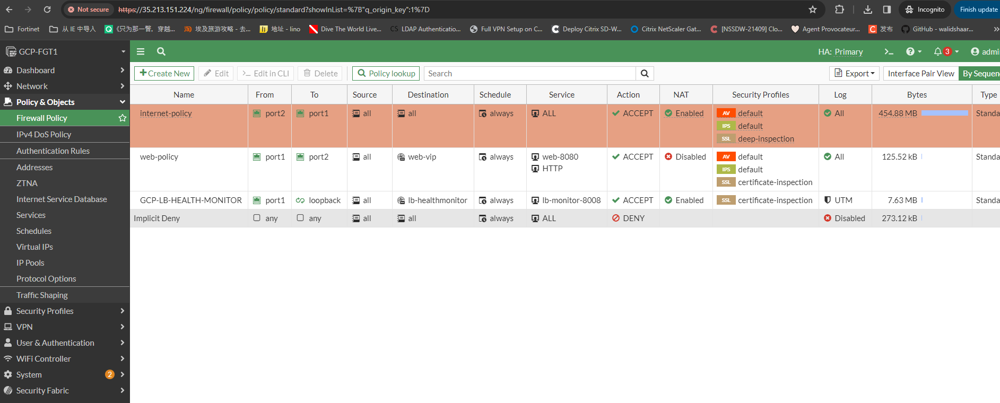 Not secure https://35.213.151.224/ng/firewall/policy/policy/standard?showInList=%7B"q_origin_key":1%7D Incognito Finish update
Fortinet 从 IE 中导入 《只为那一瞥，穿越... 埃及旅游攻略 - 去... 地址 - lino Dive The World Live... CS LDAP Authenticatio... Full VPN Setup on C... Deploy Citrix SD-W... Citrix NetScaler Gat... [NSSDW-21409] Clo... Agent Provocateur... 发布 GitHub - walidshaar... »
GCP-FGT1 HA: Primary >_ 3 admi
Dashboard
Network
Policy & Objects
Firewall Policy
IPv4 DoS Policy
Authentication Rules
Addresses
ZTNA
Internet Service Database
Services
Schedules
Virtual IPs
IP Pools
Protocol Options
Traffic Shaping
Security Profiles
VPN
User & Authentication
WiFi Controller
System 2
Security Fabric
+Create New Edit >_ Edit in CLI Delete Policy lookup Search Export Interface Pair View By Sequen
Name From To Source Destination Schedule Service Action NAT Security Profiles Log Bytes Type
internet-policy port2 port1 all all always ALL ACCEPT Enabled AV default All 454.88 MB Standa
IPS default
SSL deep-inspection
web-policy port1 port2 all web-vip always web-8080 ACCEPT Disabled AV default All 125.52 kB Standa
HTTP IPS default
SSL certificate-inspection
GCP-LB-HEALTH-MONITOR port1 loopback all lb-healthmonitor always lb-monitor-8008 ACCEPT Enabled SSL certificate-inspection UTM 7.63 MB Standa
Implicit Deny any any all all always ALL DENY Disabled 273.12 kB